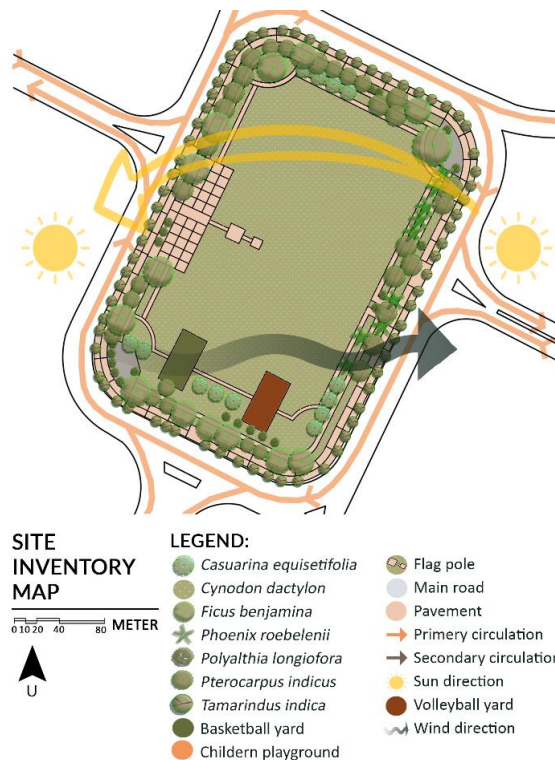 SITE
INVENTORY
MAP
0 10 20 40 80 METER
U
LEGEND:
Casuarina equisetifolia
Cynodon dactylon
Ficus benjamina
Phoenix roebelenii
Polyalthia longiofora
Pterocarpus indicus
Tamarindus indica
Basketball yard
Childern playground
Flag pole
Main road
Pavement
Primery circulation
Secondary circulation
Sun direction
Volleyball yard
Wind direction